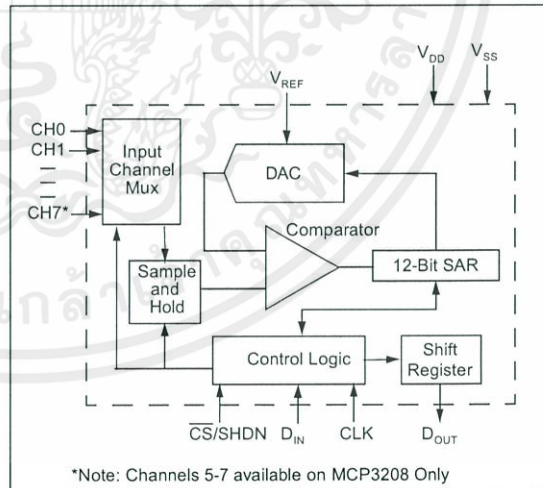 V_DD V_SS
V_REF
CH0
CH1
CH7*
Input
Channel
Mux
DAC
Comparator
Sample
and
Hold
12-Bit SAR
Control Logic
Shift
Register
CS/SHDN D_IN CLK D_OUT
*Note: Channels 5-7 available on MCP3208 Only